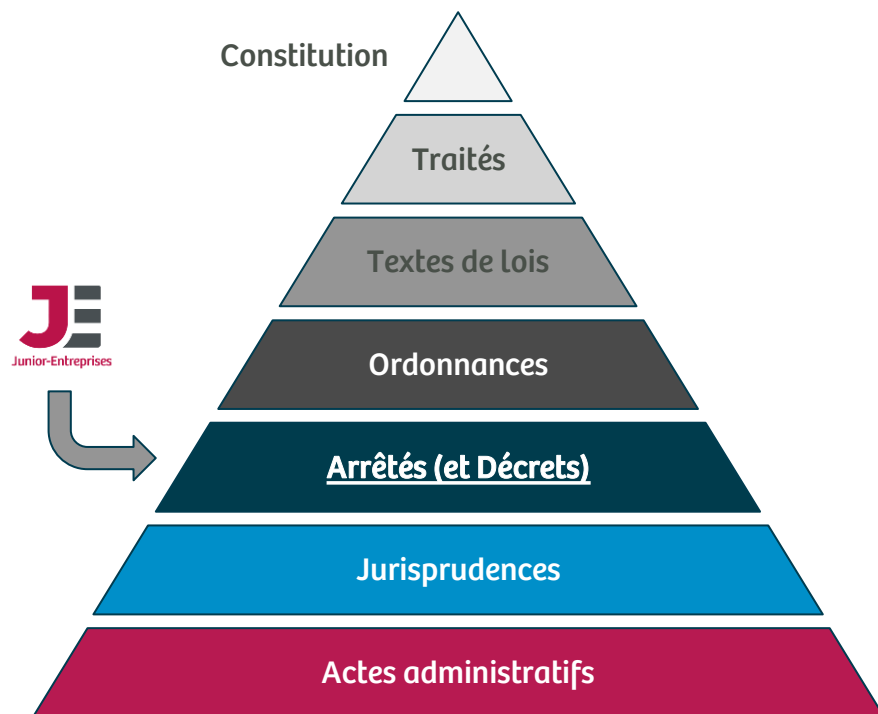 Constitution
Traités
Textes de lois
JE
Junior-Entreprises
Ordonnances
Arrêtés (et Décrets)
Jurisprudences
Actes administratifs